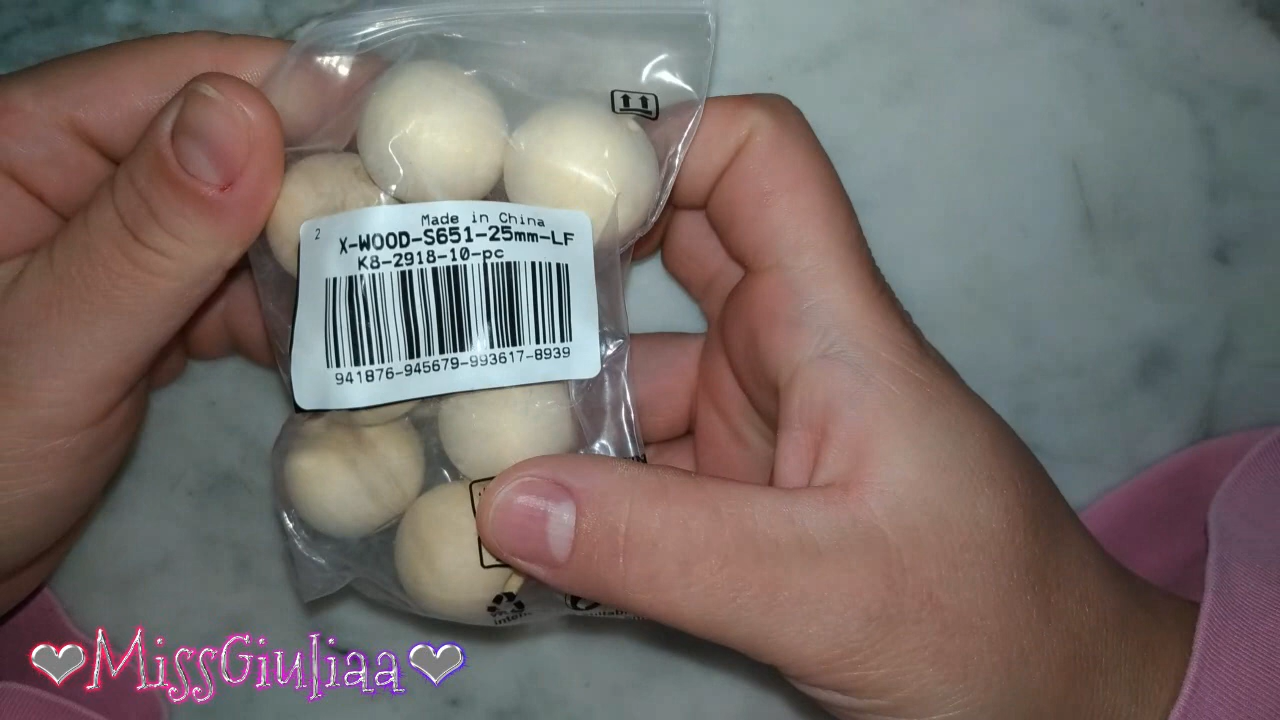 Made in China
2
X-WOOD-S651-25mm-LF
K8-2918-10-pc
941876-945679-993617-8939
❤MissGiuliaa❤